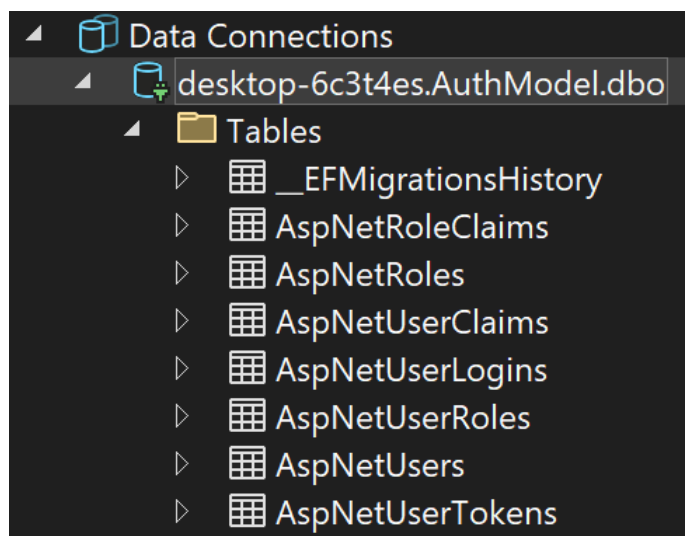 Data Connections
desktop-6c3t4es.AuthModel.dbo
Tables
__EFMigrationsHistory
AspNetRoleClaims
AspNetRoles
AspNetUserClaims
AspNetUserLogins
AspNetUserRoles
AspNetUsers
AspNetUserTokens